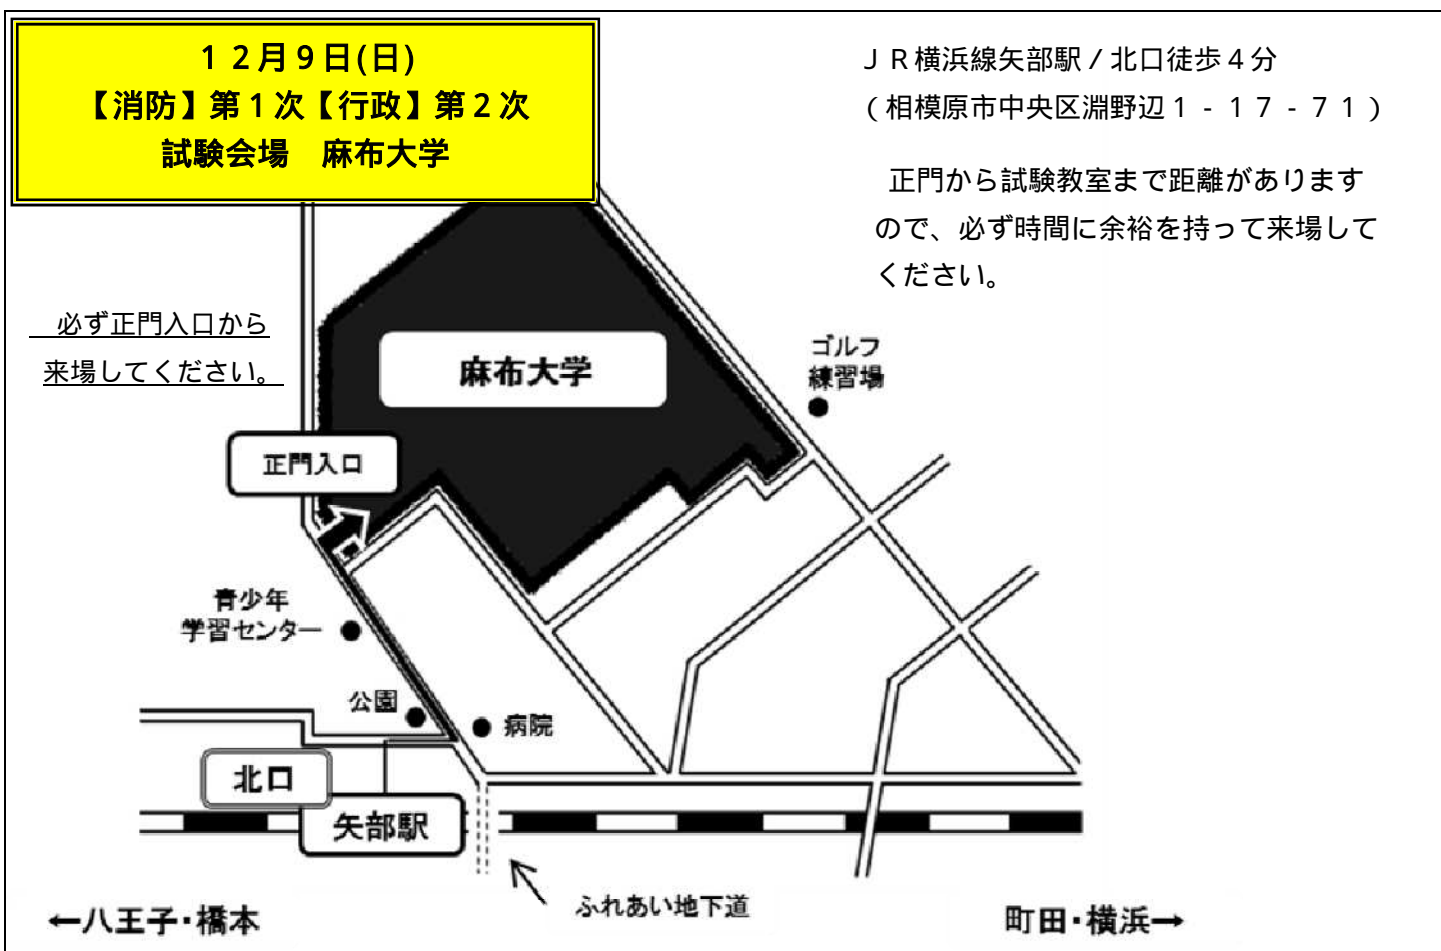 １２月９日(日)
【消防】第１次【行政】第２次
試験会場　麻布大学
ＪＲ横浜線矢部駅 / 北口徒歩４分
(相模原市中央区淵野辺１‐１７‐７１)
正門から試験教室まで距離があります
ので、必ず時間に余裕を持って来場して
ください。
必ず正門入口から
来場してください。
麻布大学
ゴルフ
練習場
正門入口
青少年
学習センター
公園
病院
北口
矢部駅
ふれあい地下道
←八王子・橋本
町田・横浜→